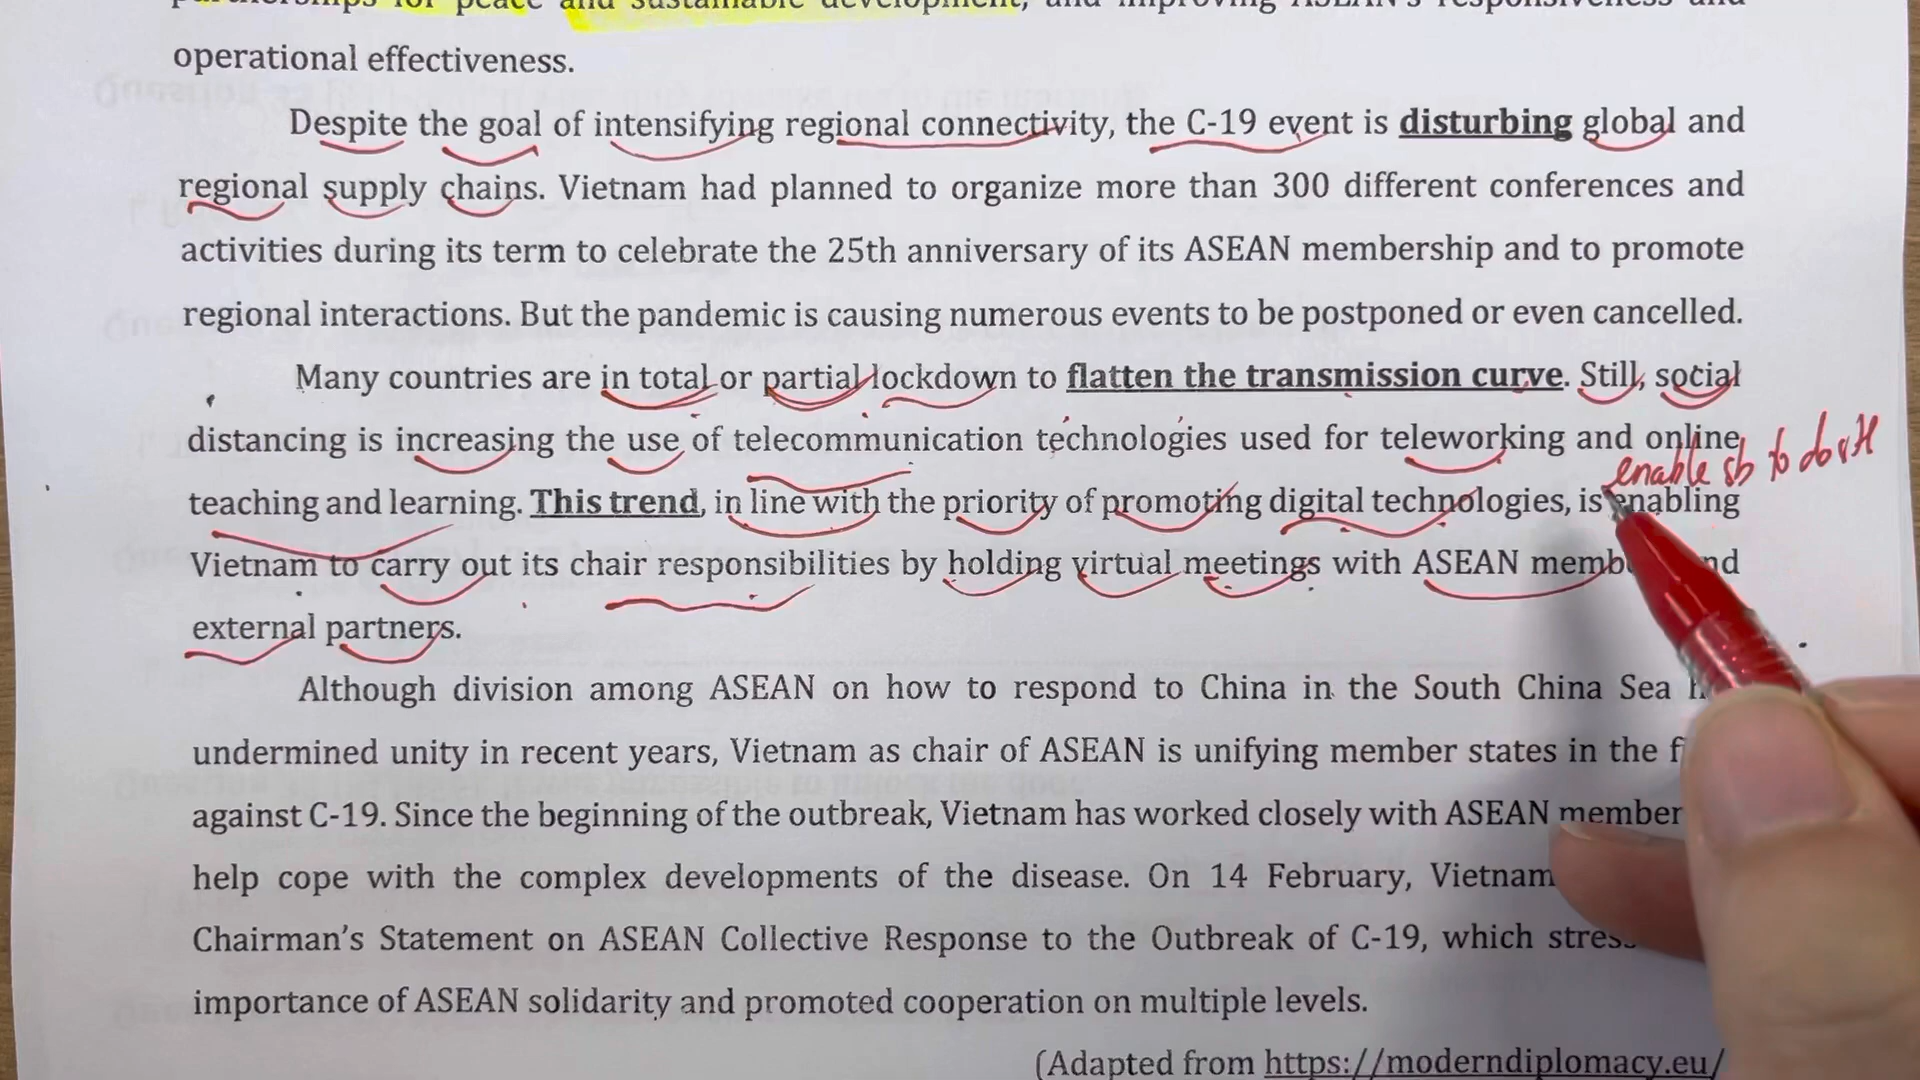 partnerships for peace and sustainable development, and improving ASEAN's responsiveness and
operational effectiveness.
Despite the goal of intensifying regional connectivity, the C-19 event is disturbing global and
regional supply chains. Vietnam had planned to organize more than 300 different conferences and
activities during its term to celebrate the 25th anniversary of its ASEAN membership and to promote
regional interactions. But the pandemic is causing numerous events to be postponed or even cancelled.
Many countries are in total or partial lockdown to flatten the transmission curve. Still, social
distancing is increasing the use of telecommunication technologies used for teleworking and online
enable sb to do sth
teaching and learning. This trend, in line with the priority of promoting digital technologies, is enabling
Vietnam to carry out its chair responsibilities by holding virtual meetings with ASEAN
external partners.
Although division among ASEAN on how to respond to China in the South China Sea
undermined unity in recent years, Vietnam as chair of ASEAN is unifying member states in the
against C-19. Since the beginning of the outbreak, Vietnam has worked closely with ASEAN member
help cope with the complex developments of the disease. On 14 February, Vietnam
Chairman's Statement on ASEAN Collective Response to the Outbreak of C-19, which
importance of ASEAN solidarity and promoted cooperation on multiple levels.
(Adapted from https://moderndiplomacy.eu/